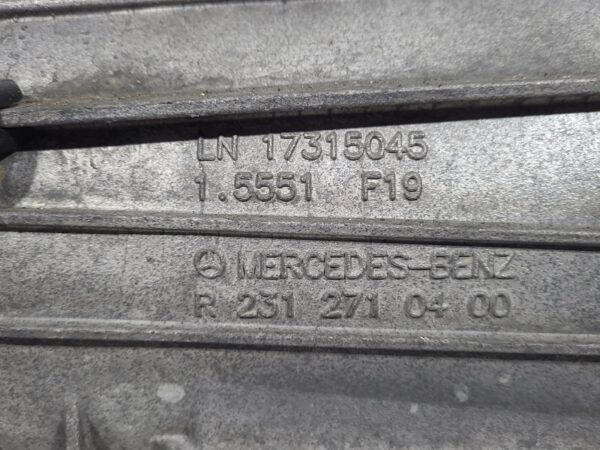 LN 17315045
1.5551 F19
MERCEDES-BENZ
R 231 271 04 00